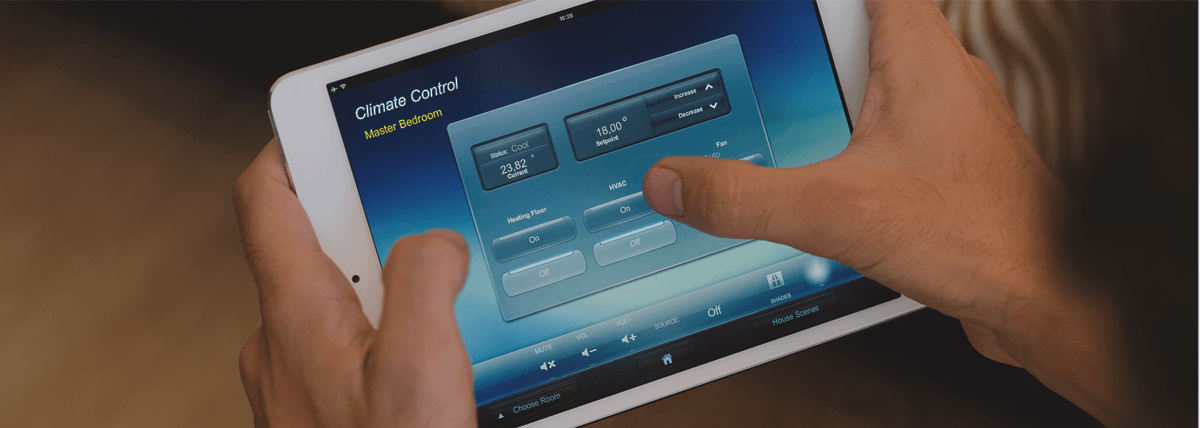 16:28
Climate Control
Master Bedroom
Status: Cool
23,82 °
Current
18,00°
Setpoint
Increase
Decrease
Heating Floor
On
Off
HVAC
On
Off
Fan
Auto
MUTE
VOL -
VOL+
SOURCE:
Off
SHADES
Choose Room
House Scenes